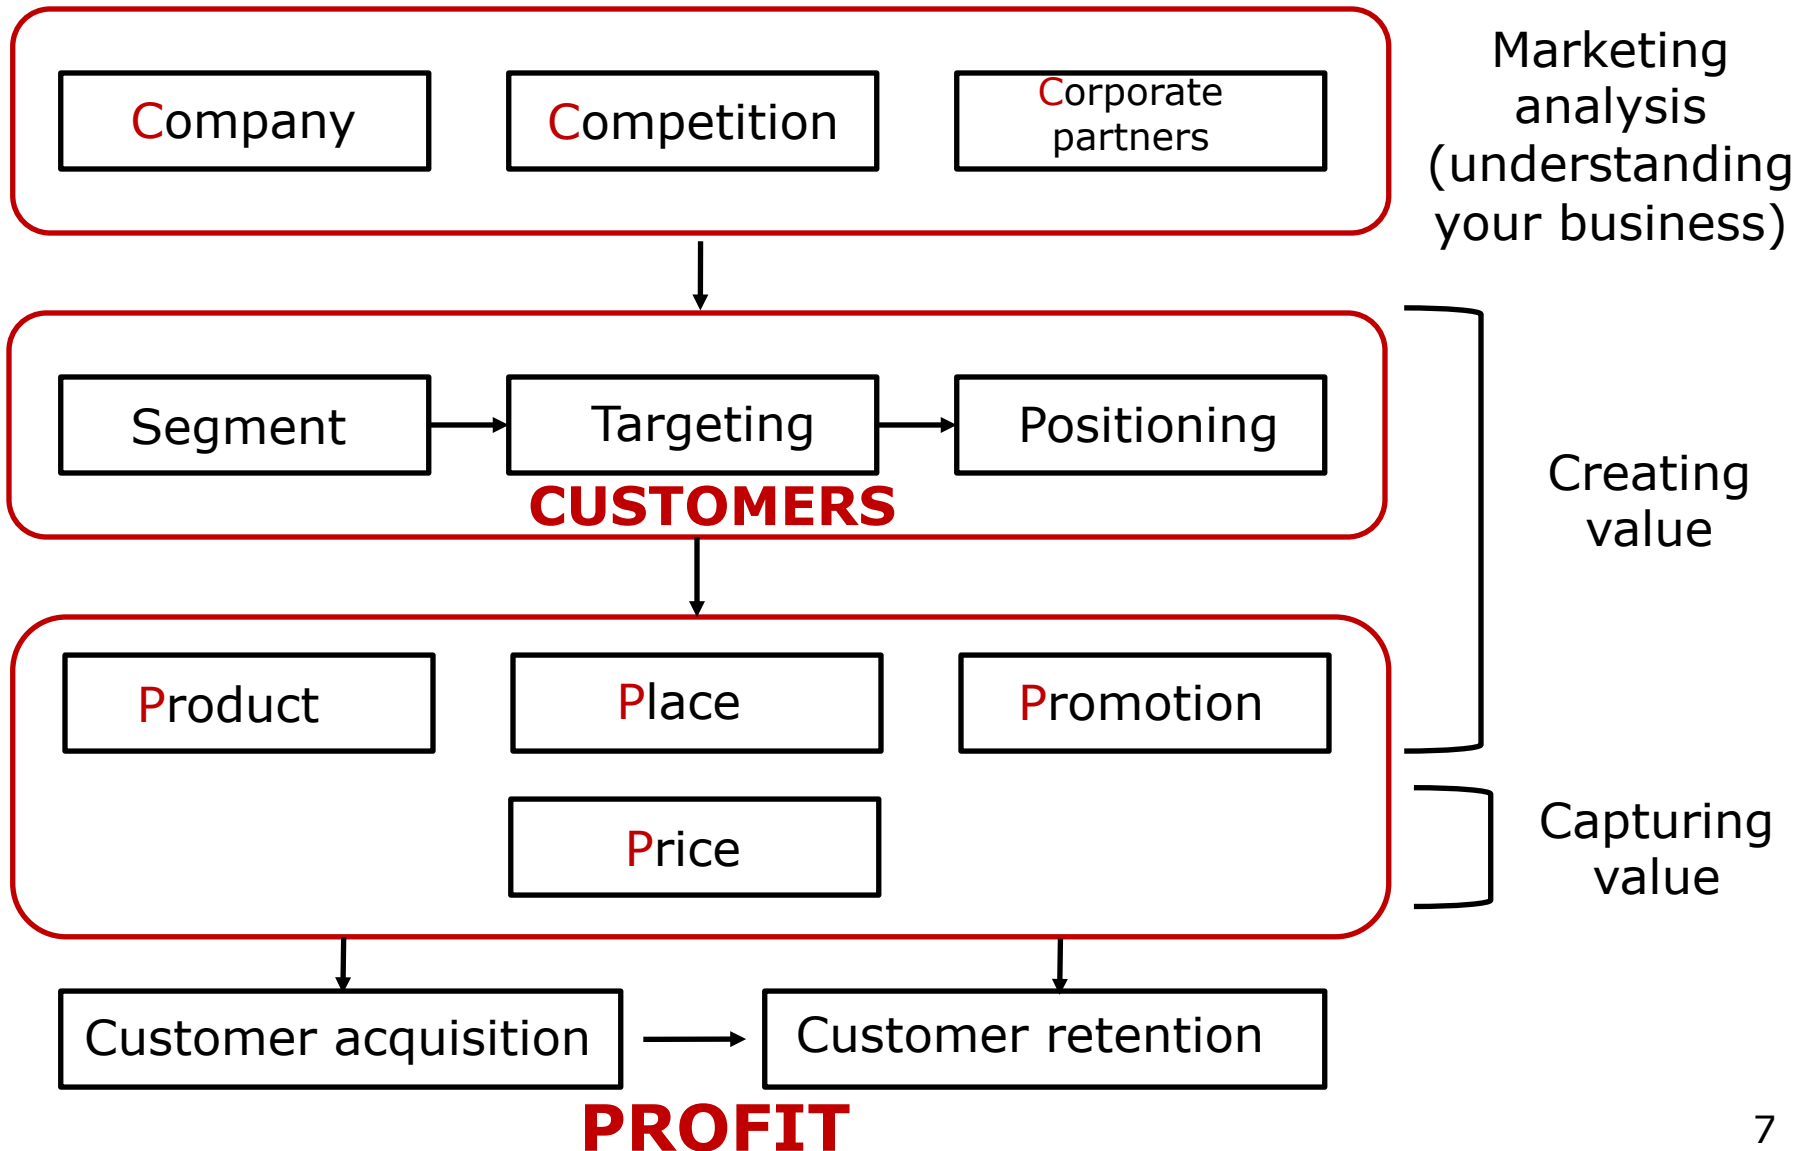 Company
Competition
Corporate
partners
Marketing
analysis
(understanding
your business)
Segment
Targeting
Positioning
CUSTOMERS
Creating
value
Product
Place
Promotion
Price
Capturing
value
Customer acquisition
Customer retention
PROFIT
7